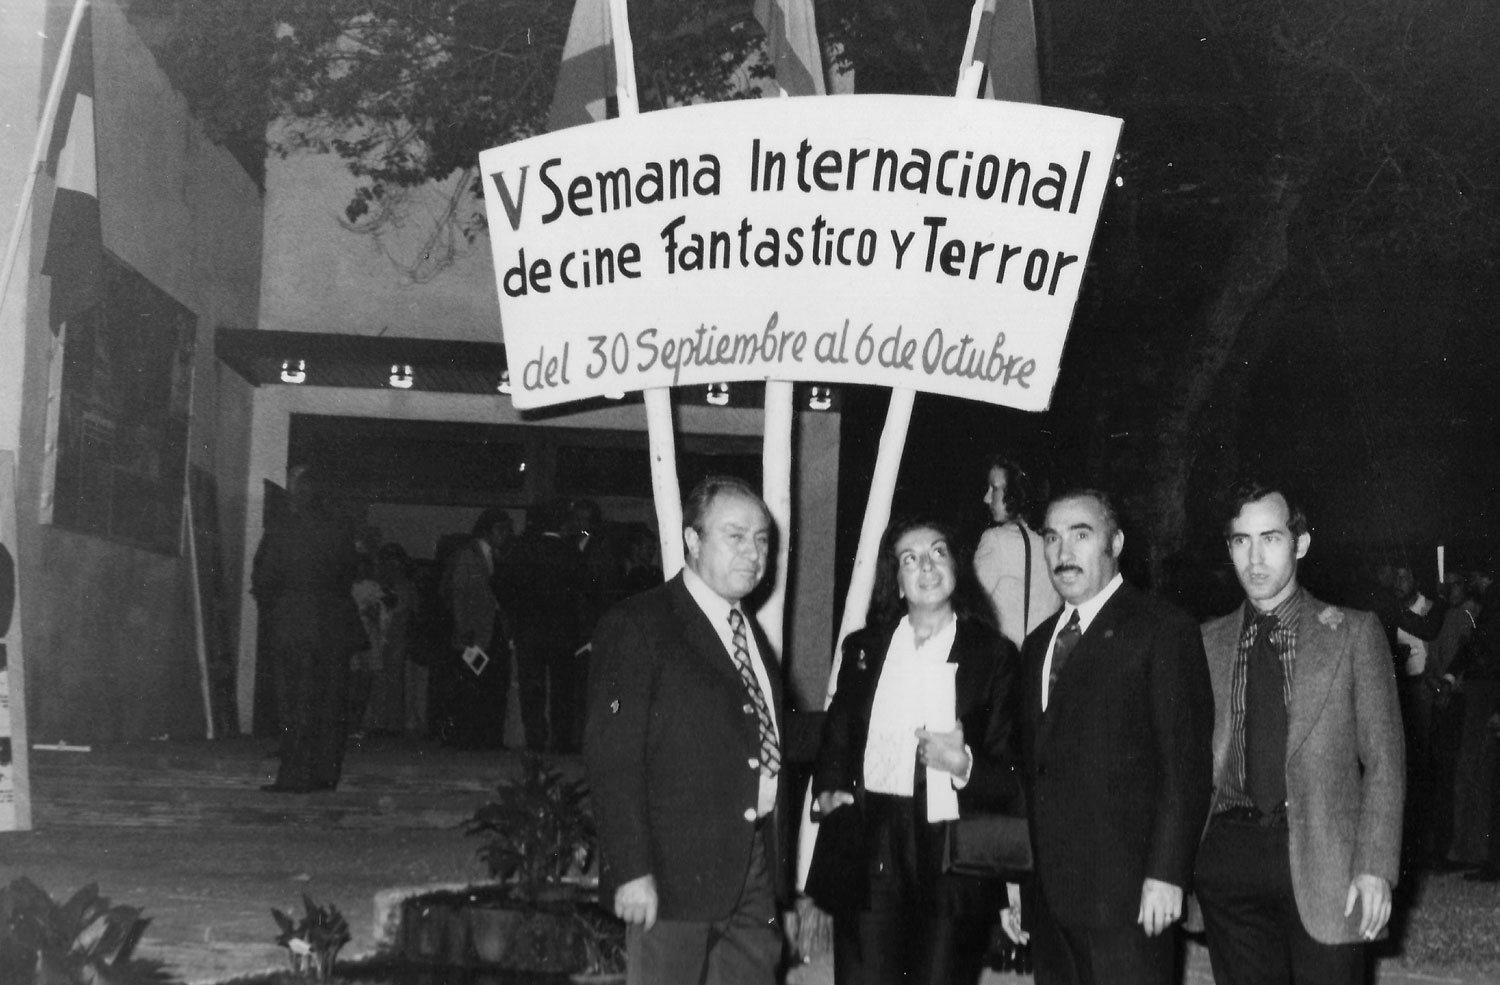 V Semana Internacional
de cine fantastico y Terror
del 30 Septiembre al 6 de Octubre